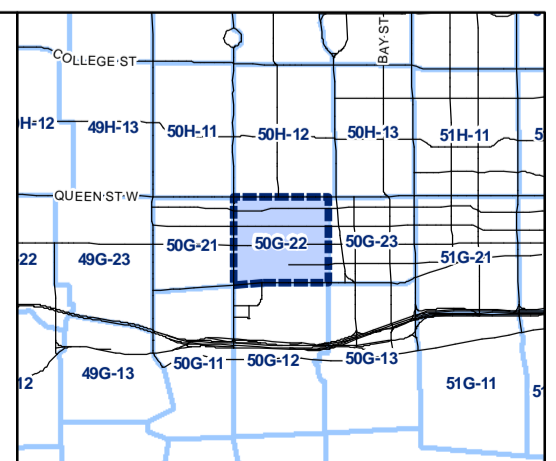 COLLEGE ST
BAY ST
H-12
49H-13
50H-11
50H-12
50H-13
51H-11
5
QUEEN ST W
22
49G-23
50G-21
50G-22
50G-23
51G-21
12
49G-13
50G-11
50G-12
50G-13
51G-11
51